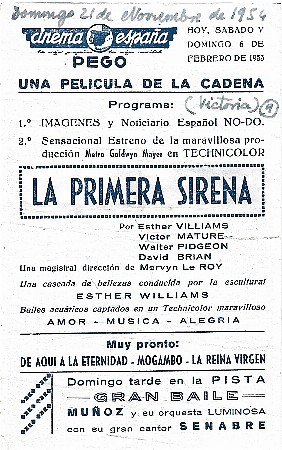 Domingo 21 de Noviembre de 1954
cinema españa
PEGO
HOY, SABADO Y
DOMINGO 6 DE
FEBRERO DE 1955
UNA PELICULA DE LA CADENA
Programa: (Victoria)
1.º IMAGENES y Noticiario Español NO-DO.
2.º Sensacional Estreno de la maravillosa pro-
ducción Metro Goldwyn Mayer en TECHNICOLOR
LA PRIMERA SIRENA
Por Esther VILLIAMS
Victor MATURE
Walter PIDGEON
David BRIAN
Una magistral dirección de Mervyn Le ROY
Una cascada de bellezas conducida por la escultural
ESTHER WILLIAMS
Bailes acuáticos captados en un Technicolor maravilloso
AMOR - MUSICA - ALEGRIA
Muy pronto:
DE AQUI A LA ETERNIDAD - MOGAMBO - LA REINA VIRGEN
Domingo tarde en la PISTA
GRAN BAILE
MUÑOZ y su orquesta LUMINOSA
con su gran cantor SENABRE